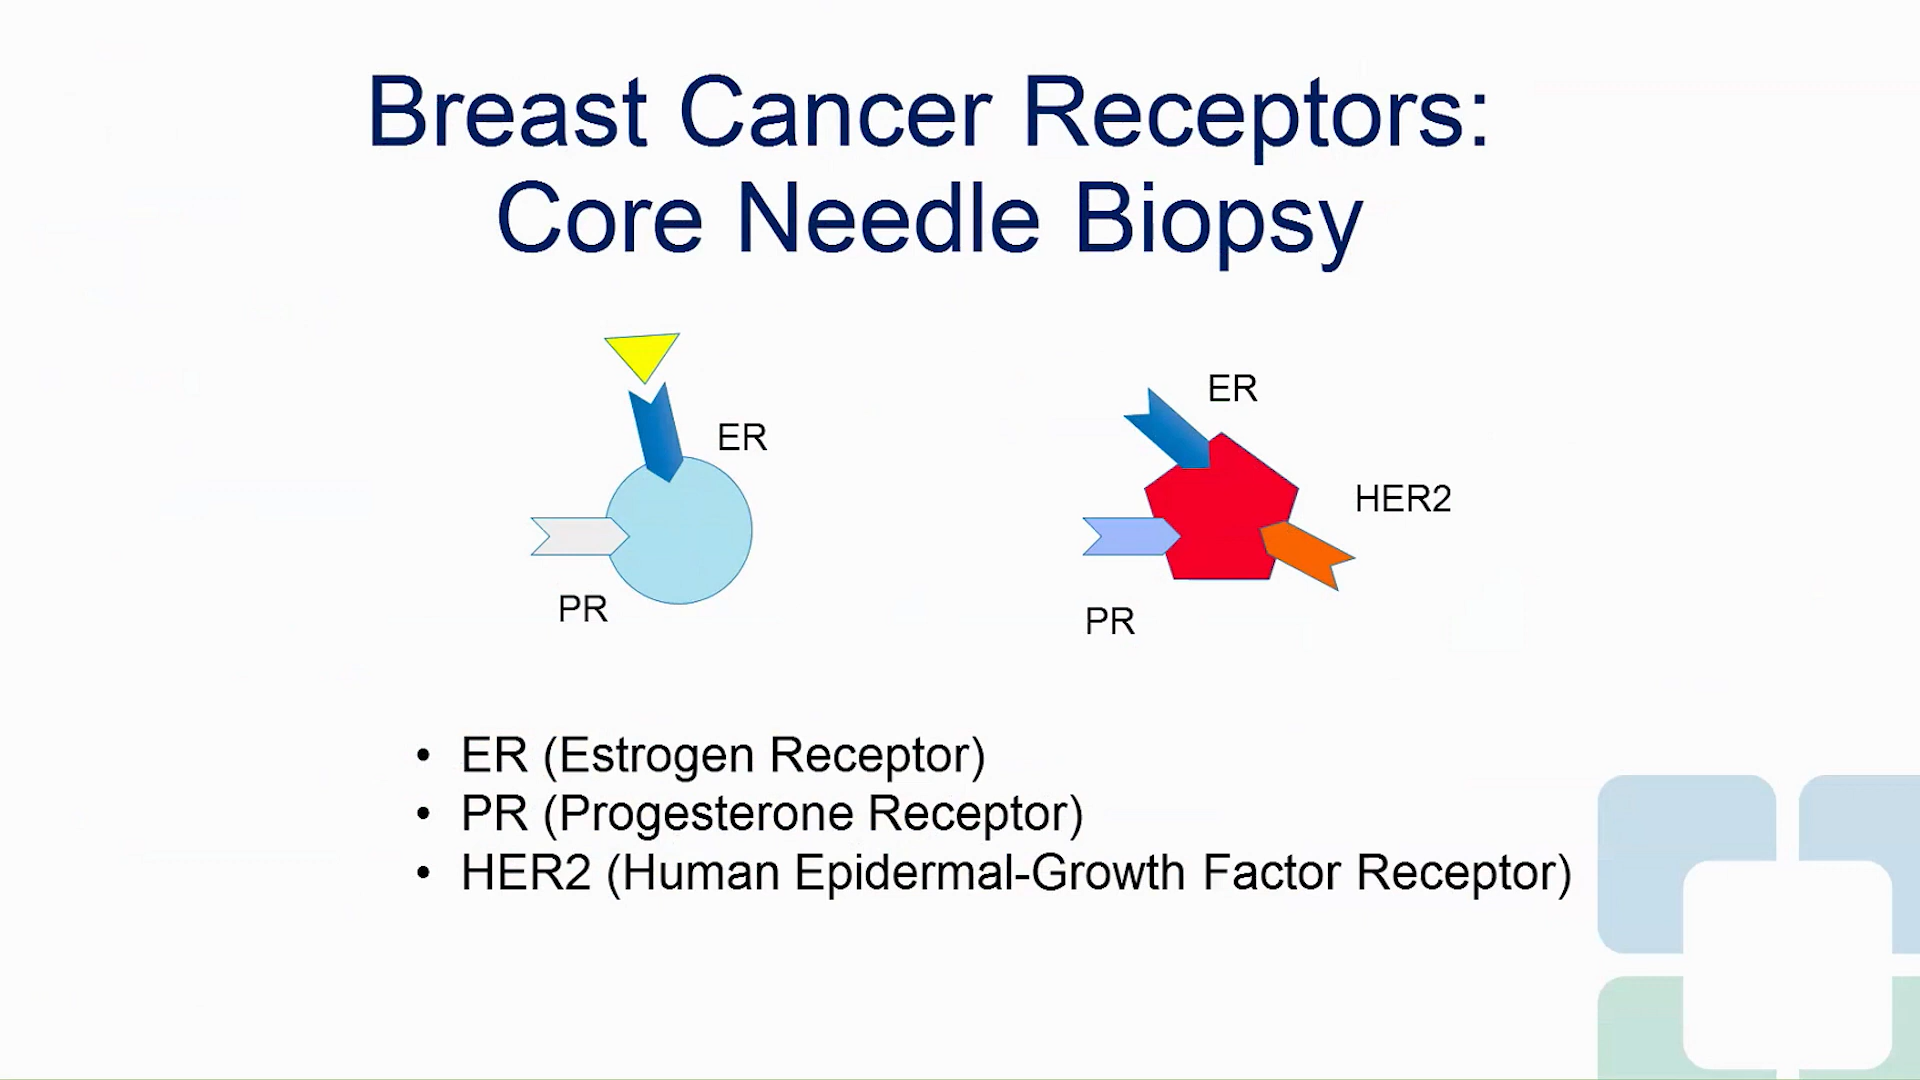 Breast Cancer Receptors:
Core Needle Biopsy
ER
PR
ER
HER2
PR
• ER (Estrogen Receptor)
• PR (Progesterone Receptor)
• HER2 (Human Epidermal-Growth Factor Receptor)